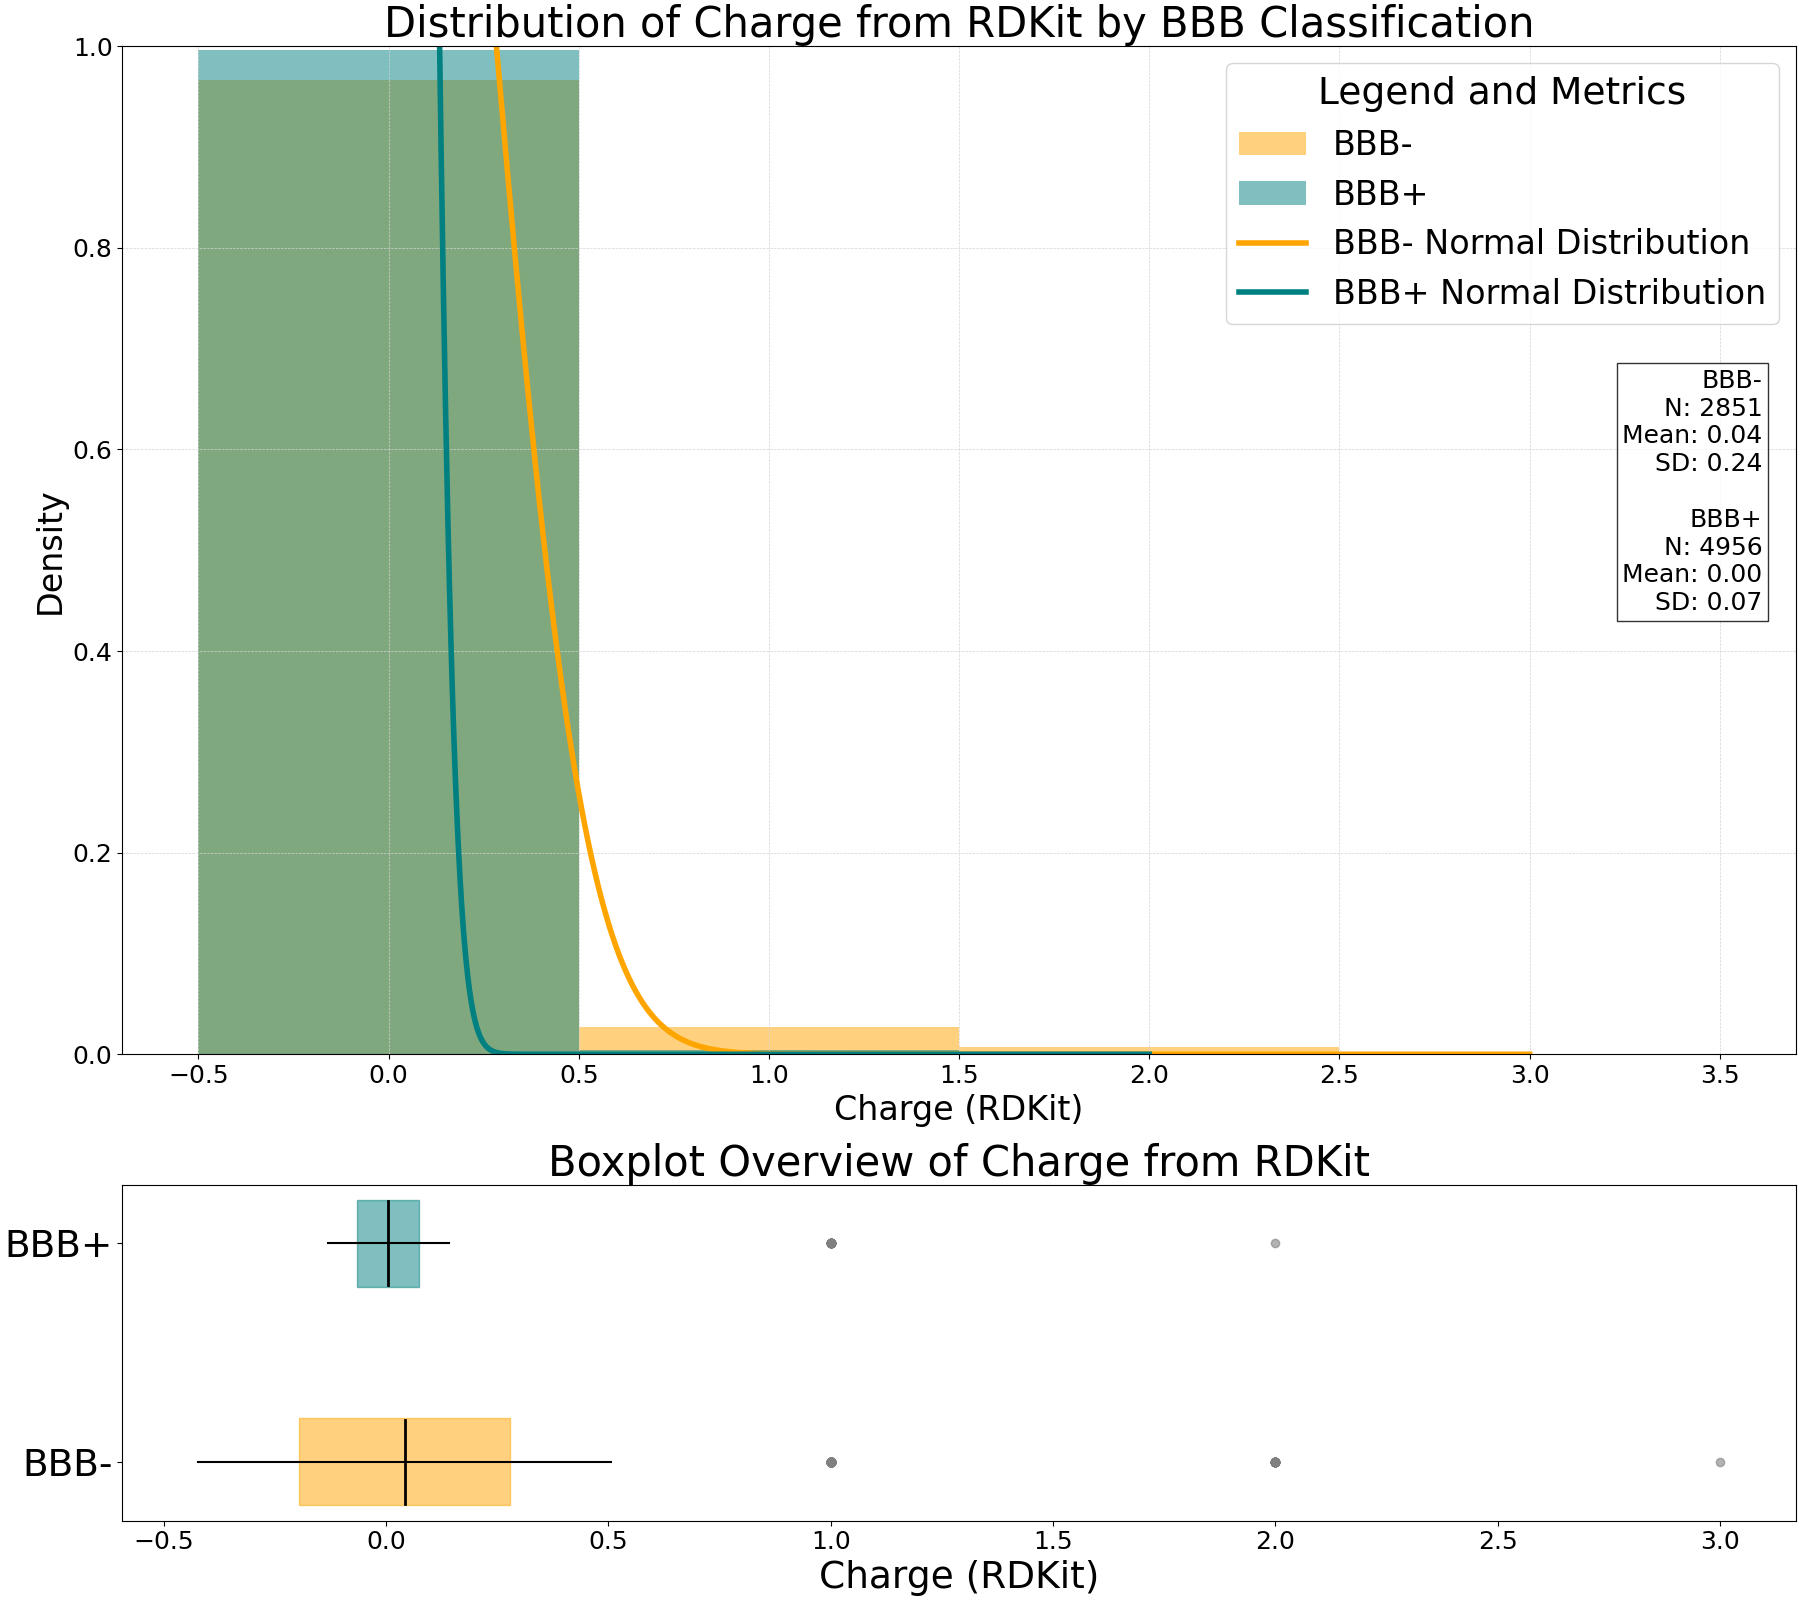 Distribution of Charge from RDKit by BBB Classification
1.0
0.8
0.6
0.4
0.2
0.0
Density
Legend and Metrics
BBB-
BBB+
BBB- Normal Distribution
BBB+ Normal Distribution
BBB-
N: 2851
Mean: 0.04
SD: 0.24
BBB+
N: 4956
Mean: 0.00
SD: 0.07
−0.5 0.0 0.5 1.0 1.5 2.0 2.5 3.0 3.5
Charge (RDKit)
Boxplot Overview of Charge from RDKit
BBB+
BBB-
−0.5 0.0 0.5 1.0 1.5 2.0 2.5 3.0
Charge (RDKit)